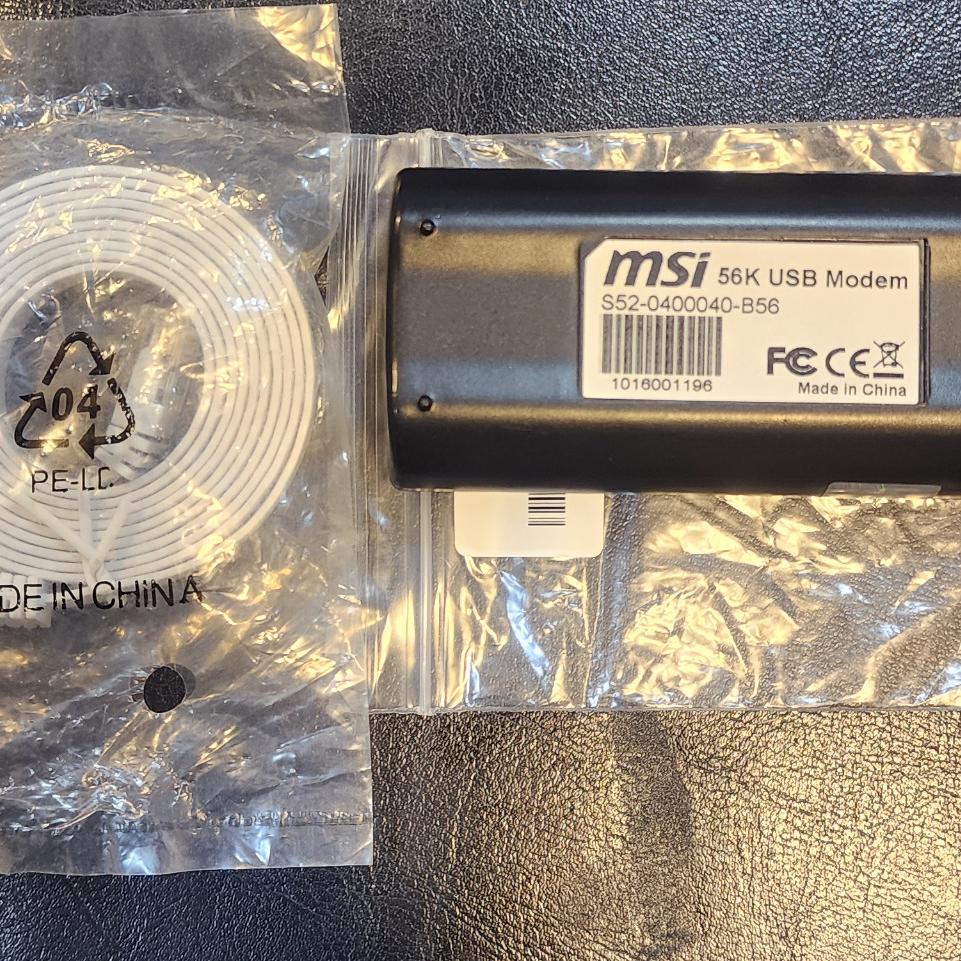 msi 56K USB Modem
S52-0400040-B56
1016001196
FC CE
Made in China
04
PE-LD
DE IN CHINA